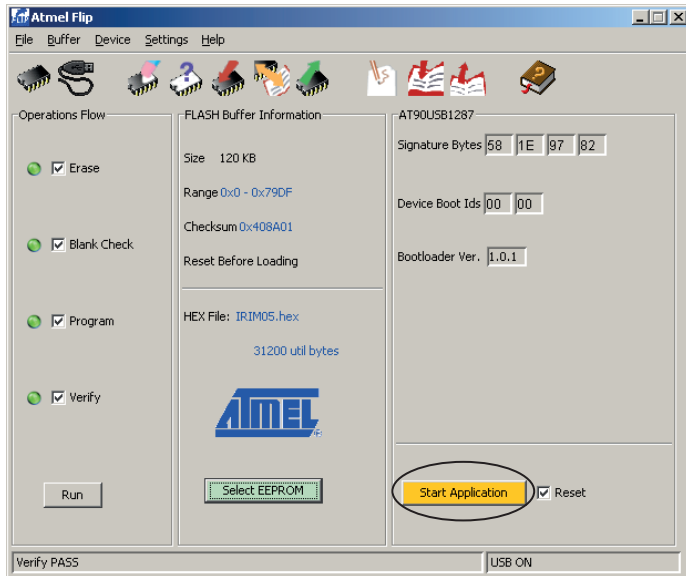 Atmel Flip
File Buffer Device Settings Help
Operations Flow
Erase
Blank Check
Program
Verify
Run
FLASH Buffer Information
Size 120 KB
Range 0x0 - 0x79DF
Checksum 0x408A01
Reset Before Loading
HEX File: IRIM05.hex
31200 util bytes
ATMEL
Select EEPROM
AT90USB1287
Signature Bytes 58 1E 97 82
Device Boot Ids 00 00
Bootloader Ver. 1.0.1
Start Application Reset
Verify PASS USB ON